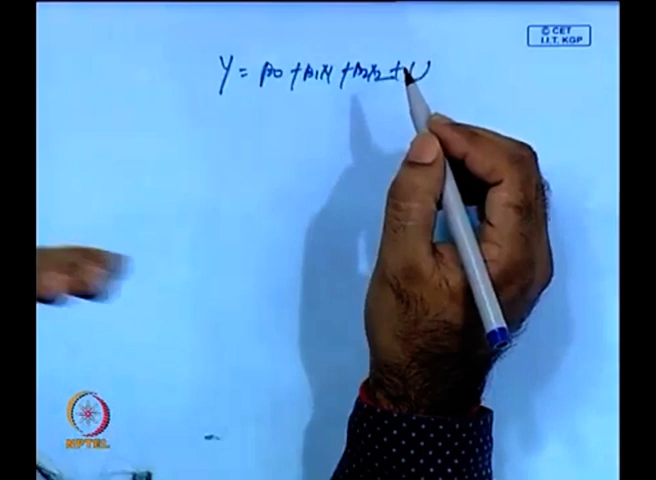 © CET
I.I.T. KGP
Y = β0 + β1X1 + β2X2 + U
NPTEL